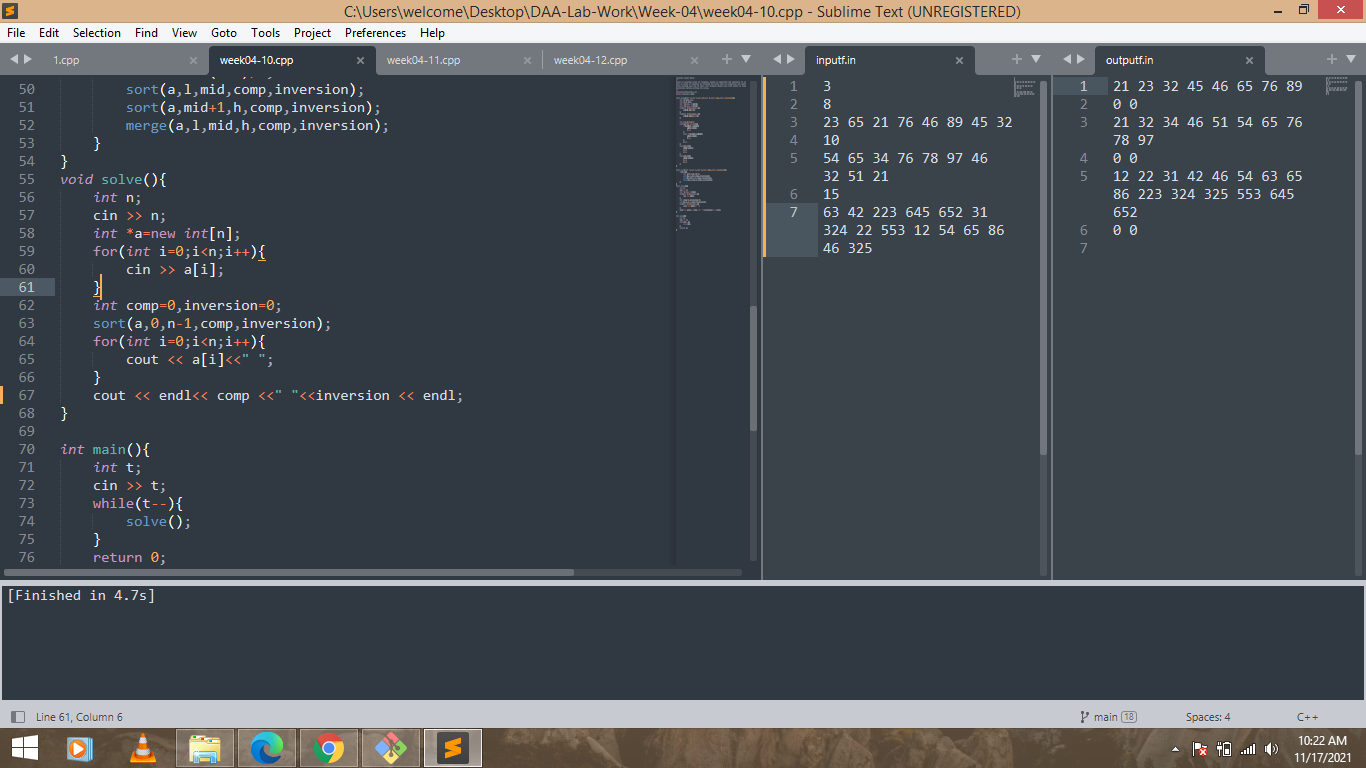 C:\Users\welcome\Desktop\DAA-Lab-Work\Week-04\week04-10.cpp - Sublime Text (UNREGISTERED)
File Edit Selection Find View Goto Tools Project Preferences Help
1.cpp week04-10.cpp week04-11.cpp week04-12.cpp
50 sort(a,l,mid,comp,inversion);
51 sort(a,mid+1,h,comp,inversion);
52 merge(a,l,mid,h,comp,inversion);
53 }
54 }
55 void solve(){
56 int n;
57 cin >> n;
58 int *a=new int[n];
59 for(int i=0;i<n;i++){
60 cin >> a[i];
61 }
62 int comp=0,inversion=0;
63 sort(a,0,n-1,comp,inversion);
64 for(int i=0;i<n;i++){
65 cout << a[i]<<" ";
66 }
67 cout << endl<< comp <<" "<<inversion << endl;
68 }
69
70 int main(){
71 int t;
72 cin >> t;
73 while(t--){
74 solve();
75 }
76 return 0;
inputf.in
1 3
2 8
3 23 65 21 76 46 89 45 32
4 10
5 54 65 34 76 78 97 46
32 51 21
6 15
7 63 42 223 645 652 31
324 22 553 12 54 65 86
46 325
outputf.in
1 21 23 32 45 46 65 76 89
2 0 0
3 21 32 34 46 51 54 65 76
78 97
4 0 0
5 12 22 31 42 46 54 63 65
86 223 324 325 553 645
652
6 0 0
7
[Finished in 4.7s]
Line 61, Column 6 main 18 Spaces: 4 C++
10:22 AM
11/17/2021